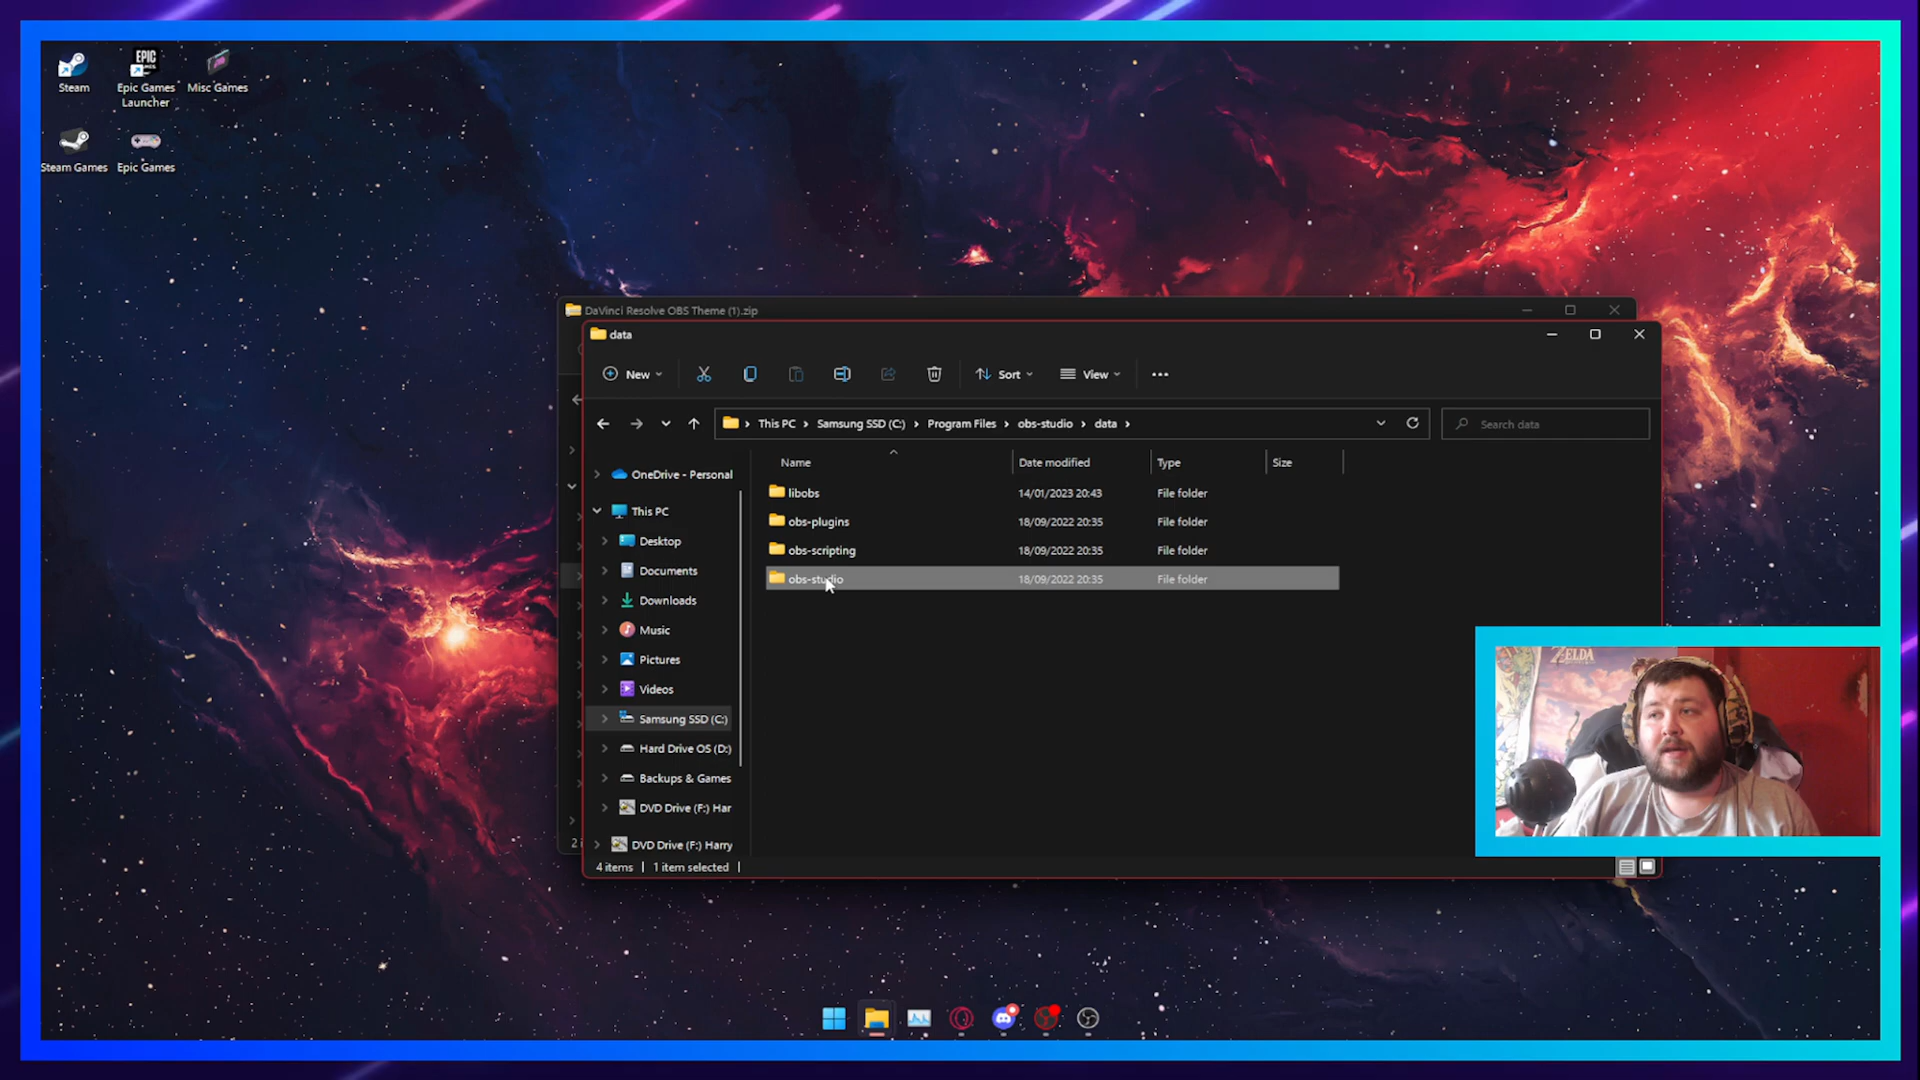 Steam
Epic Games Launcher
Misc Games
Steam Games
Epic Games
EPIC
DaVinci Resolve OBS Theme (1).zip
data
New
Sort
View
This PC > Samsung SSD (C:) > Program Files > obs-studio > data >
Search data
Name
Date modified
Type
Size
OneDrive - Personal
This PC
Desktop
Documents
Downloads
Music
Pictures
Videos
Samsung SSD (C:)
Hard Drive OS (D:)
Backups & Games
DVD Drive (F:) Har
DVD Drive (F:) Harry
libobs 14/01/2023 20:43 File folder
obs-plugins 18/09/2022 20:35 File folder
obs-scripting 18/09/2022 20:35 File folder
obs-studio 18/09/2022 20:35 File folder
2 i
4 items
1 item selected
ZELDA